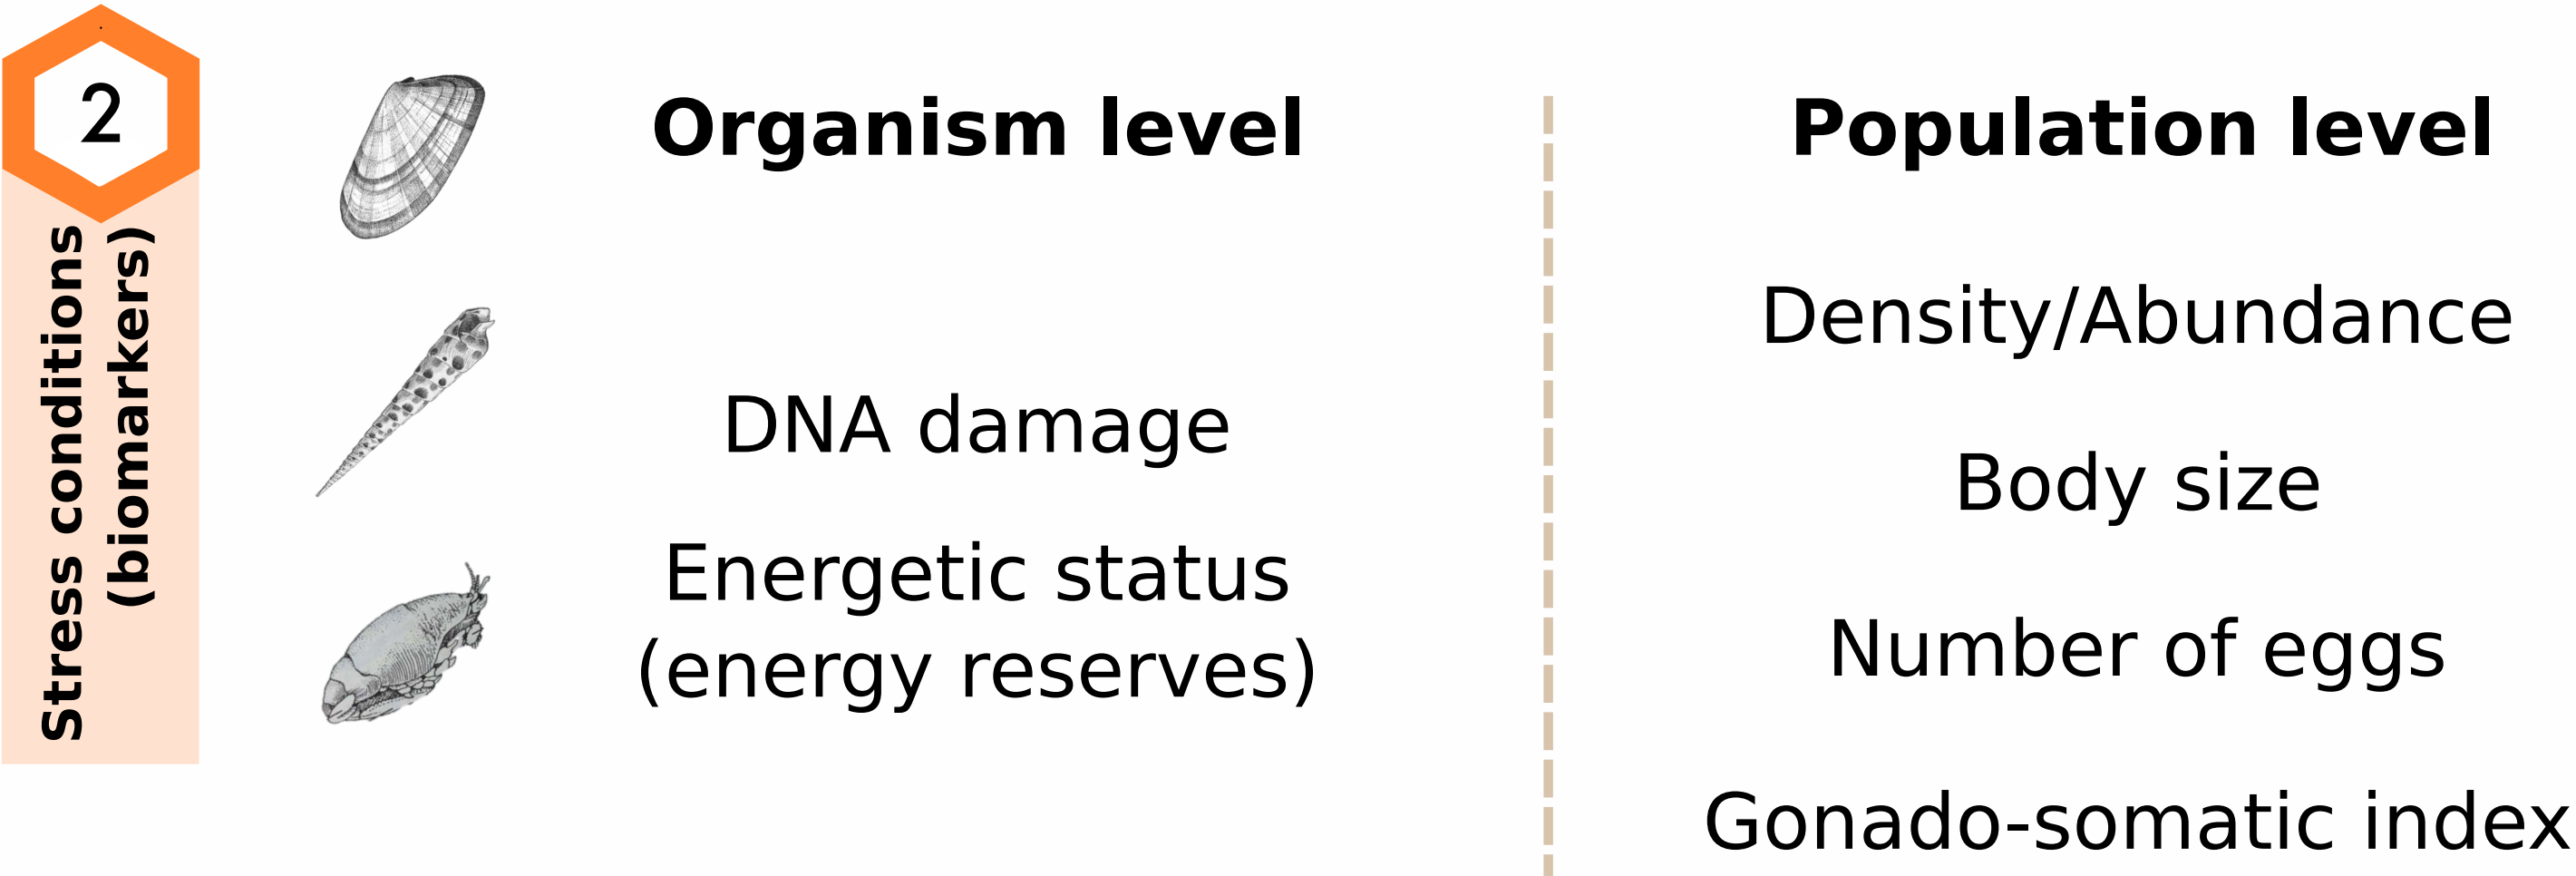 2
Stress conditions
(biomarkers)
Organism level
DNA damage
Energetic status
(energy reserves)
Population level
Density/Abundance
Body size
Number of eggs
Gonado-somatic index